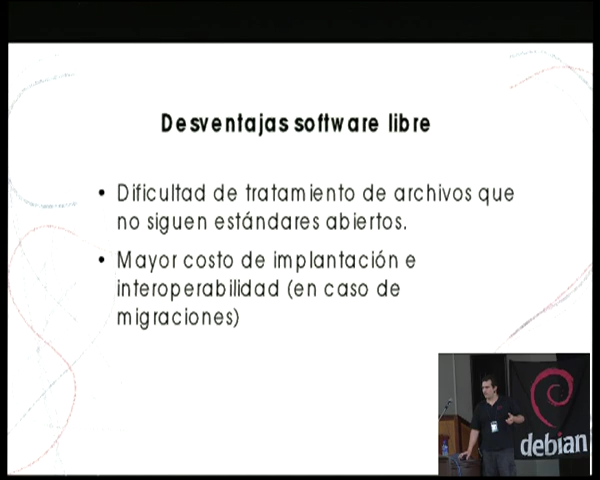 Desventajas software libre
• Dificultad de tratamiento de archivos que
no siguen estándares abiertos.
• Mayor costo de implantación e
interoperabilidad (en caso de
migraciones)
debian